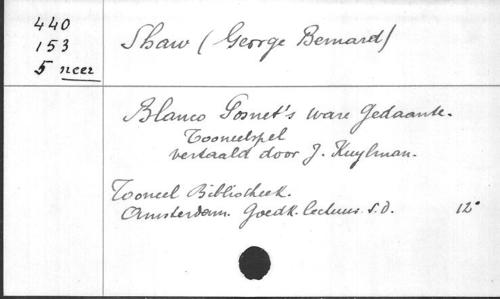 440
153
5 neer
Shaw (George Bernard)
Blanco Posnet's ware gedaante.
Tooneelspel
vertaald door J. Kuylman.
Tooneel Bibliotheek.
Amsterdam. Goedk. Lectuur s.d. 12°